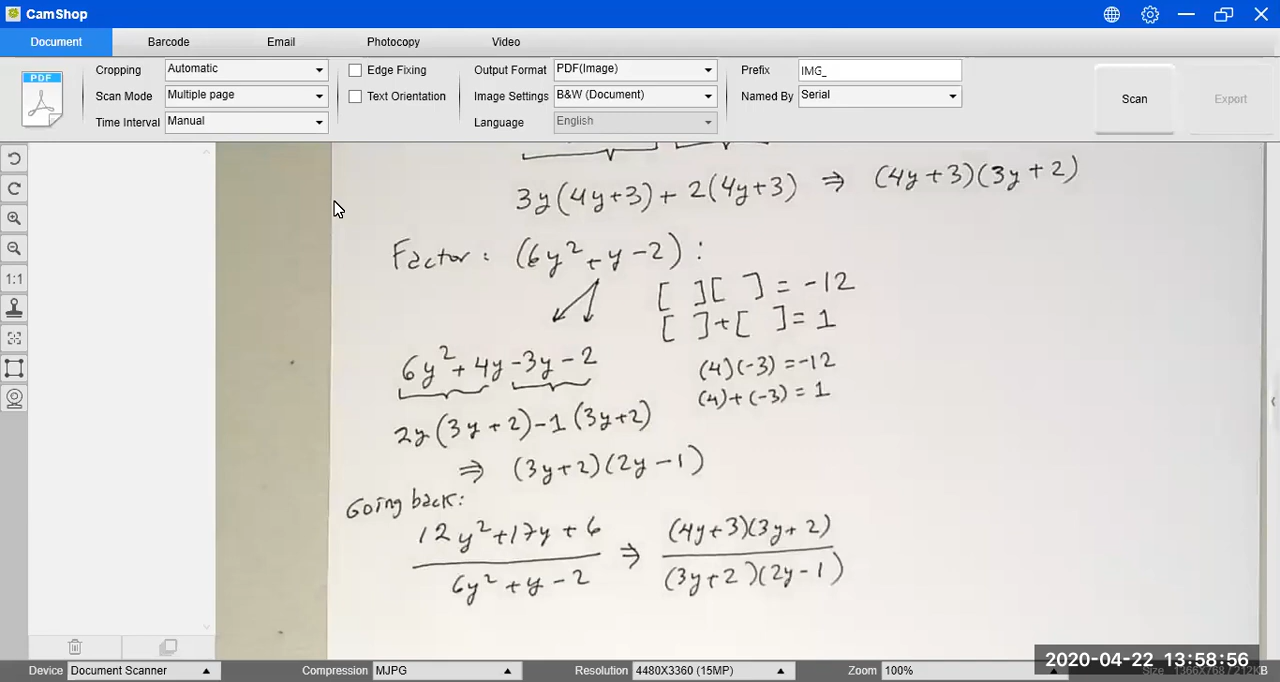 CamShop
Document Barcode Email Photocopy Video
PDF
Cropping Automatic Edge Fixing Output Format PDF(Image) Prefix IMG_
Scan Mode Multiple page Text Orientation Image Settings B&W (Document) Named By Serial
Time Interval Manual Language English
Scan Export
1:1
3y(4y+3)+2(4y+3) ⇒ (4y+3)(3y+2)
Factor: (6y²+y-2):
[ ][ ]=-12
[ ]+[ ]=1
6y²+4y-3y-2
(4)(-3)=-12
(4)+(-3)=1
2y(3y+2)-1(3y+2)
⇒ (3y+2)(2y-1)
Going back:
12y²+17y+6 ⇒ (4y+3)(3y+2)
6y²+y-2 (3y+2)(2y-1)
2020-04-22 13:58:56
Device Document Scanner Compression MJPG Resolution 4480X3360 (15MP) Zoom 100%